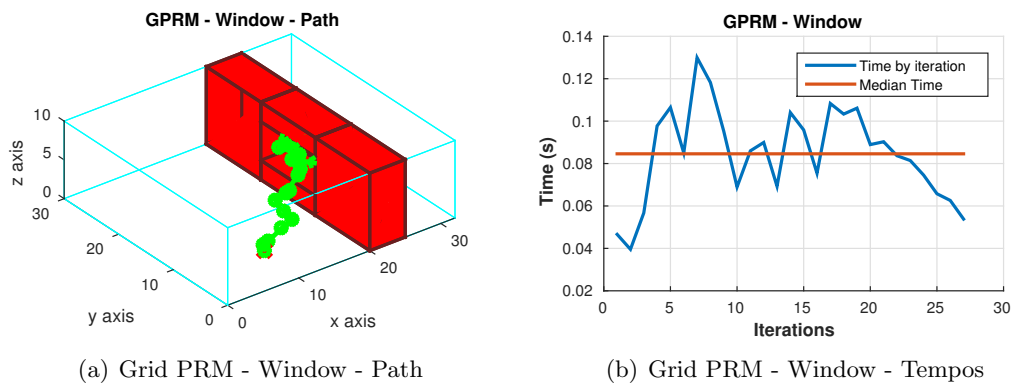 GPRM - Window - Path
10
5
0
z axis
30
20
10
0
y axis
0
10
20
30
x axis
(a) Grid PRM - Window - Path
GPRM - Window
0.14
0.12
0.1
0.08
0.06
0.04
0.02
Time (s)
Time by iteration
Median Time
0
5
10
15
20
25
30
Iterations
(b) Grid PRM - Window - Tempos